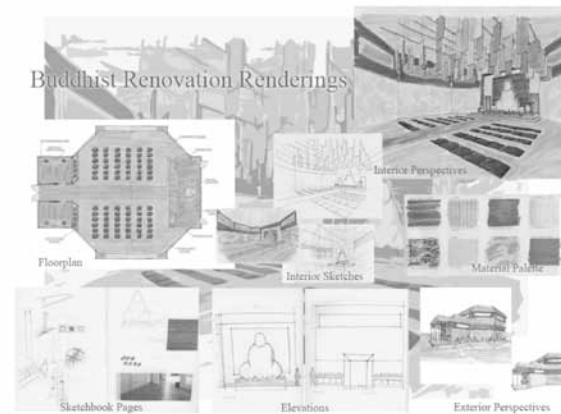 Buddhist Renovation Renderings
Interior Perspectives
Floorplan
Interior Sketches
Material Palette
Sketchbook Pages
Elevations
Exterior Perspectives